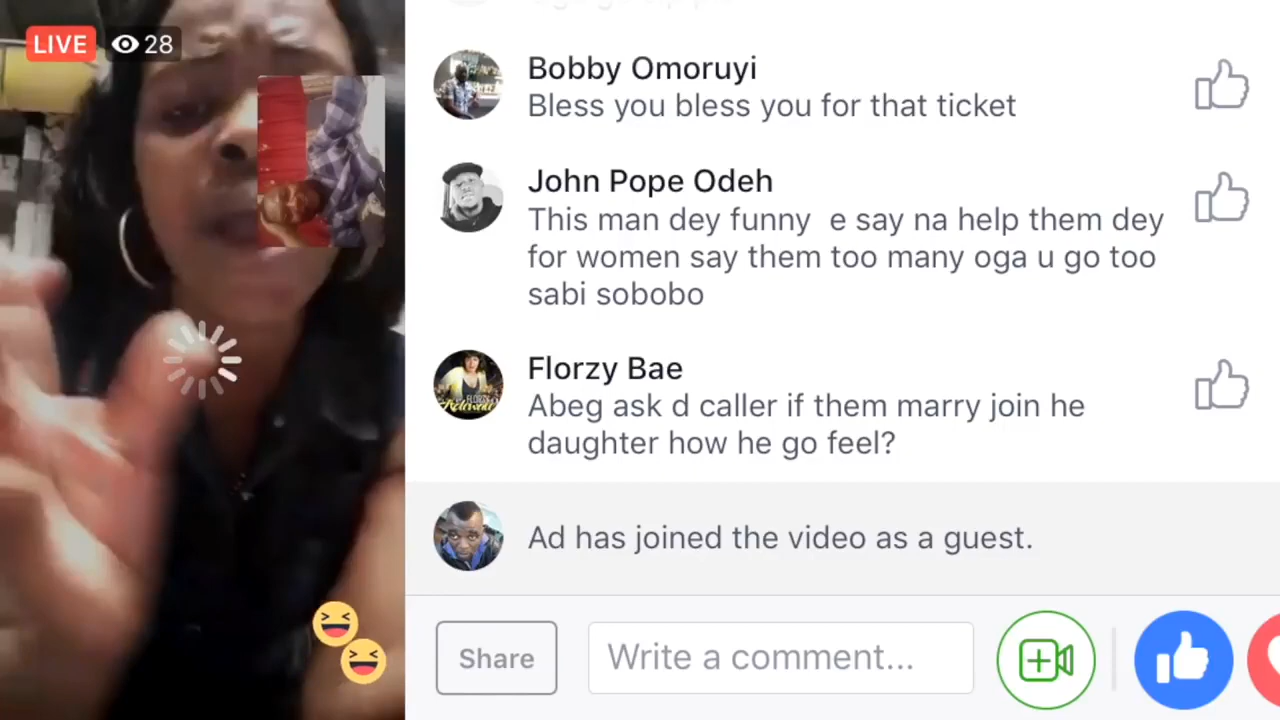 LIVE 28
Bobby Omoruyi
Bless you bless you for that ticket
John Pope Odeh
This man dey funny e say na help them dey
for women say them too many oga u go too
sabi sobobo
Florzy Bae
Abeg ask d caller if them marry join he
daughter how he go feel?
Ad has joined the video as a guest.
Share
Write a comment...